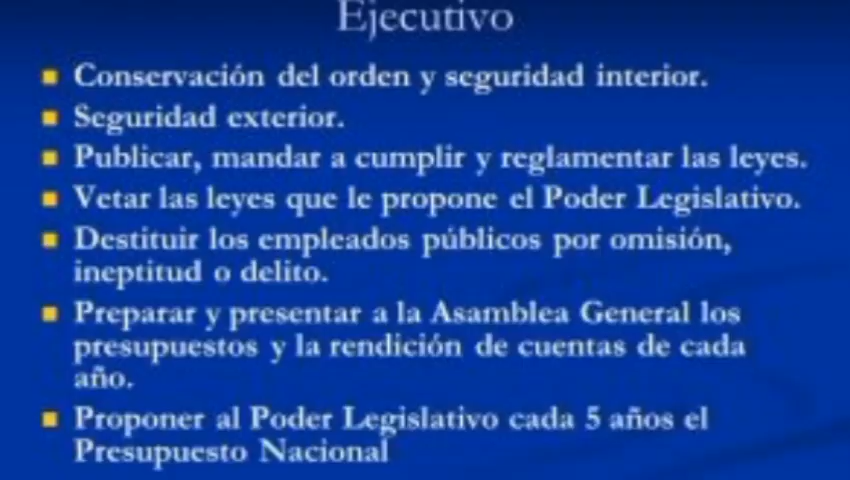 Ejecutivo
Conservación del orden y seguridad interior.
Seguridad exterior.
Publicar, mandar a cumplir y reglamentar las leyes.
Vetar las leyes que le propone el Poder Legislativo.
Destituir los empleados públicos por omisión,
ineptitud o delito.
Preparar y presentar a la Asamblea General los
presupuestos y la rendición de cuentas de cada
año.
Proponer al Poder Legislativo cada 5 años el
Presupuesto Nacional